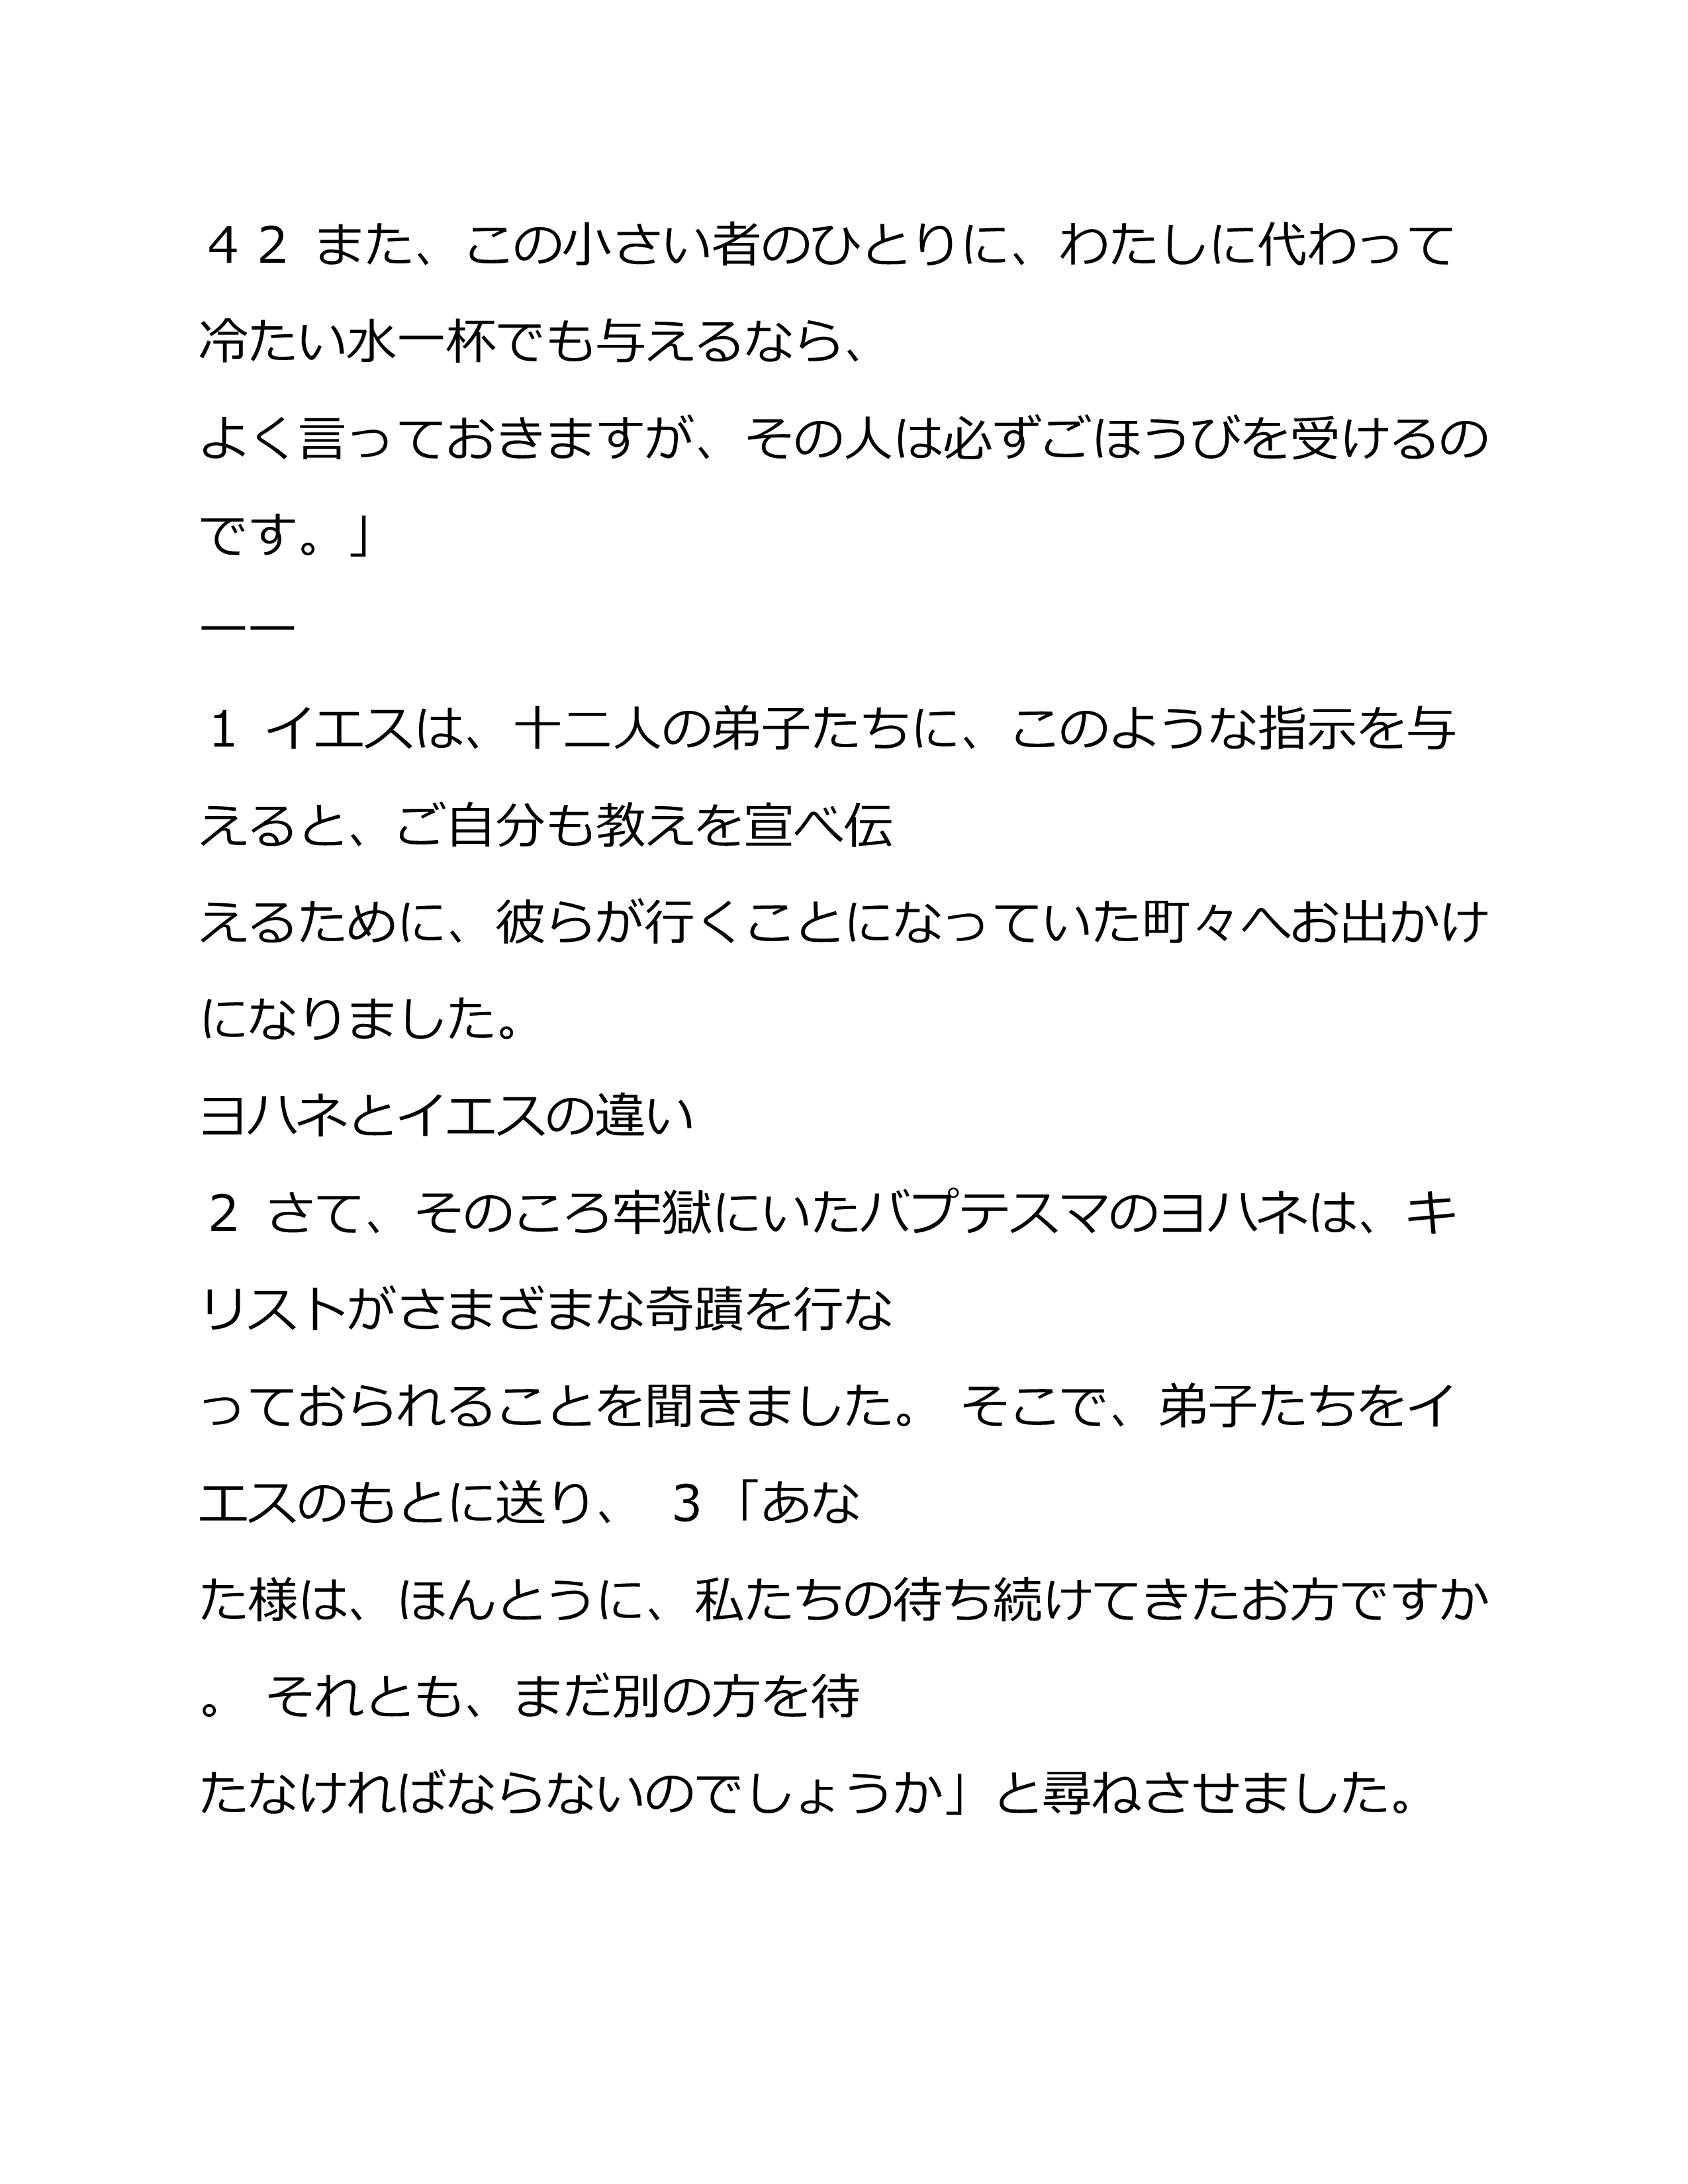 ４２ また、この小さい者のひとりに、わたしに代わって
冷たい水一杯でも与えるなら、
よく言っておきますが、その人は必ずごほうびを受けるの
です。」
一一
１ イエスは、十二人の弟子たちに、このような指示を与
えると、ご自分も教えを宣べ伝
えるために、彼らが行くことになっていた町々へお出かけ
になりました。
ヨハネとイエスの違い
２ さて、そのころ牢獄にいたバプテスマのヨハネは、キ
リストがさまざまな奇蹟を行な
っておられることを聞きました。 そこで、弟子たちをイ
エスのもとに送り、 ３「あな
た様は、ほんとうに、私たちの待ち続けてきたお方ですか
。 それとも、まだ別の方を待
たなければならないのでしょうか」と尋ねさせました。